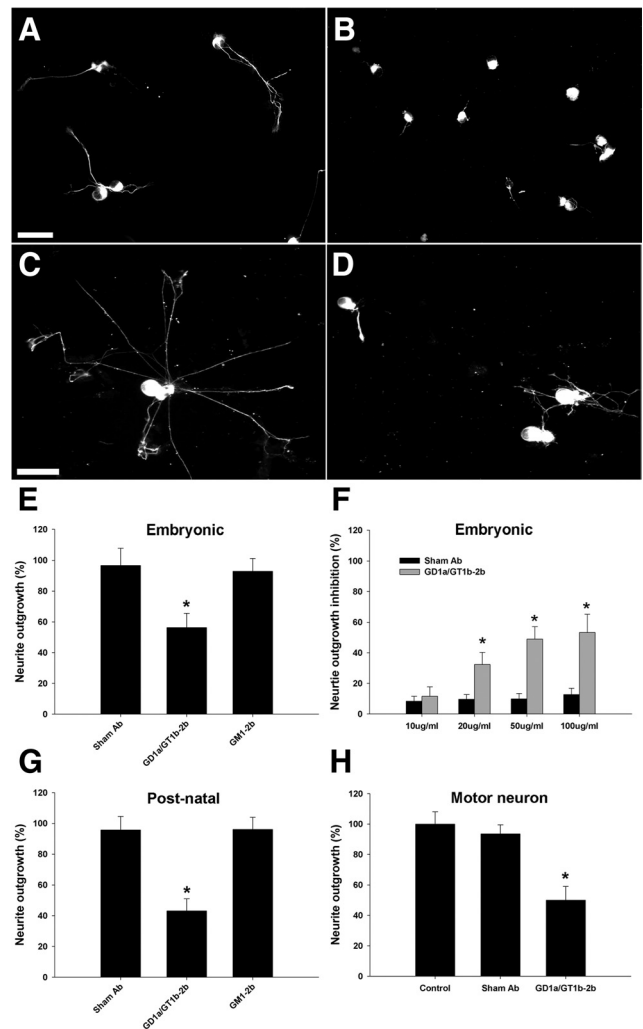 A
B
C
D
E
Embryonic
Neurite outgrowth (%)
120
100
80
60
40
20
0
Sham Ab
GD1a/GT1b-2b
GM1-2b
*
F
Embryonic
Neurtie outgrowth inhibition (%)
120
100
80
60
40
20
0
Sham Ab
GD1a/GT1b-2b
*
*
*
10ug/ml
20ug/ml
50ug/ml
100ug/ml
G
Post-natal
Neurite outgrowth (%)
120
100
80
60
40
20
0
*
Sham Ab
GD1a/GT1b-2b
GM1-2b
H
Motor neuron
Neurite outgrowth (%)
120
100
80
60
40
20
0
*
Control
Sham Ab
GD1a/GT1b-2b